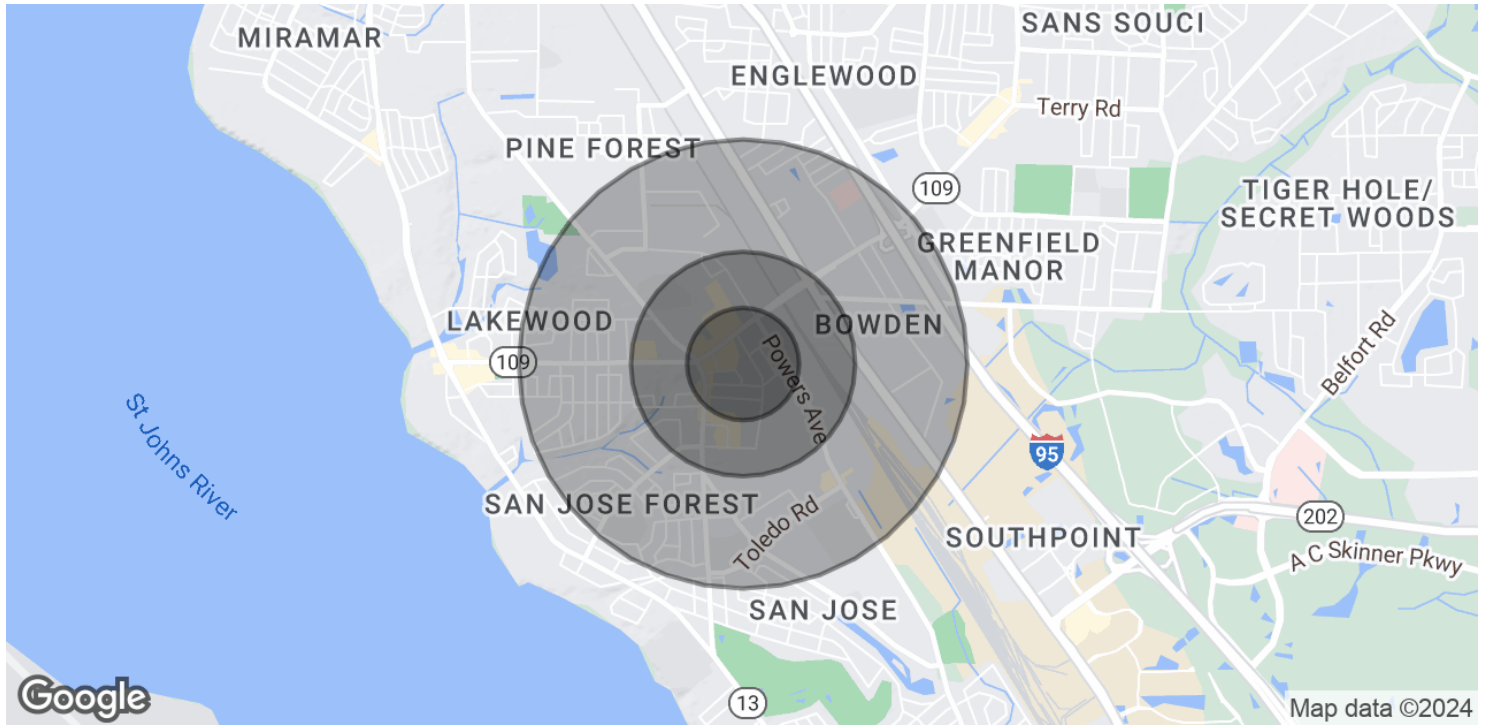 MIRAMAR
SANS SOUCI
ENGLEWOOD
Terry Rd
PINE FOREST
109
TIGER HOLE/
SECRET WOODS
GREENFIELD
MANOR
LAKEWOOD
BOWDEN
109
Powers Ave
Belfort Rd
St Johns River
95
SAN JOSE FOREST
Toledo Rd
SOUTHPOINT
202
A C Skinner Pkwy
SAN JOSE
13
Google
Map data ©2024